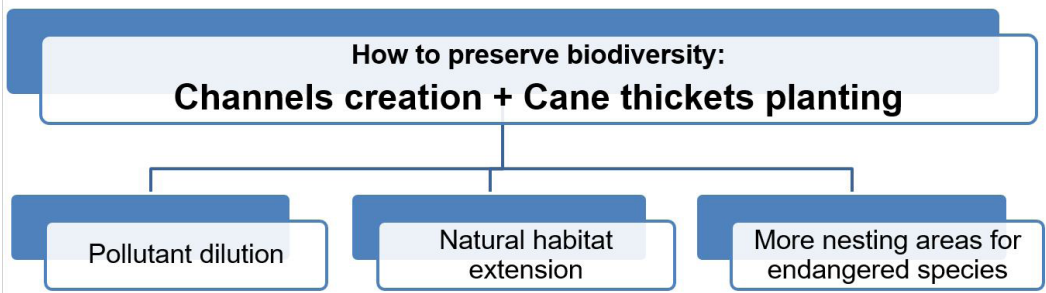 How to preserve biodiversity:
Channels creation + Cane thickets planting
Pollutant dilution
Natural habitat
extension
More nesting areas for
endangered species